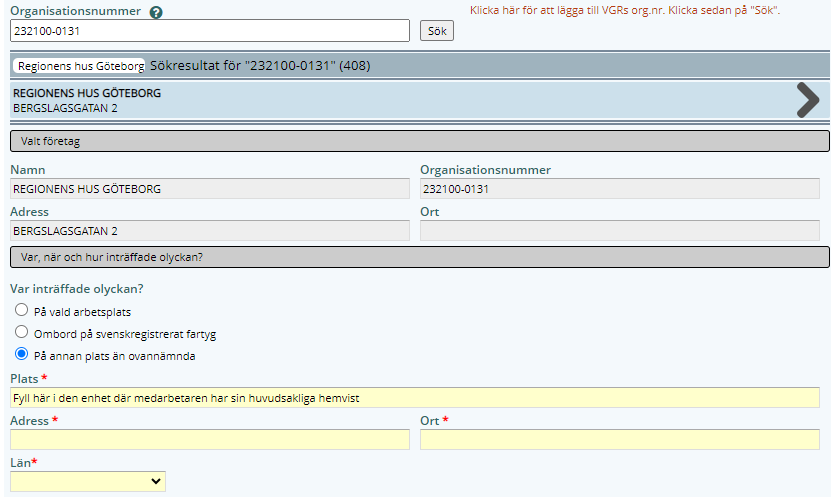 Organisationsnummer ?
Klicka här för att lägga till VGRs org.nr. Klicka sedan på "Sök".
232100-0131
Sök
Regionens hus Göteborg Sökresultat för "232100-0131" (408)
REGIONENS HUS GÖTEBORG
BERGSLAGSGATAN 2
Valt företag
Namn
Organisationsnummer
REGIONENS HUS GÖTEBORG
232100-0131
Adress
Ort
BERGSLAGSGATAN 2
Var, när och hur inträffade olyckan?
Var inträffade olyckan?
På vald arbetsplats
Ombord på svenskregistrerat fartyg
På annan plats än ovannämnda
Plats *
Fyll här i den enhet där medarbetaren har sin huvudsakliga hemvist
Adress *
Ort *
Län*